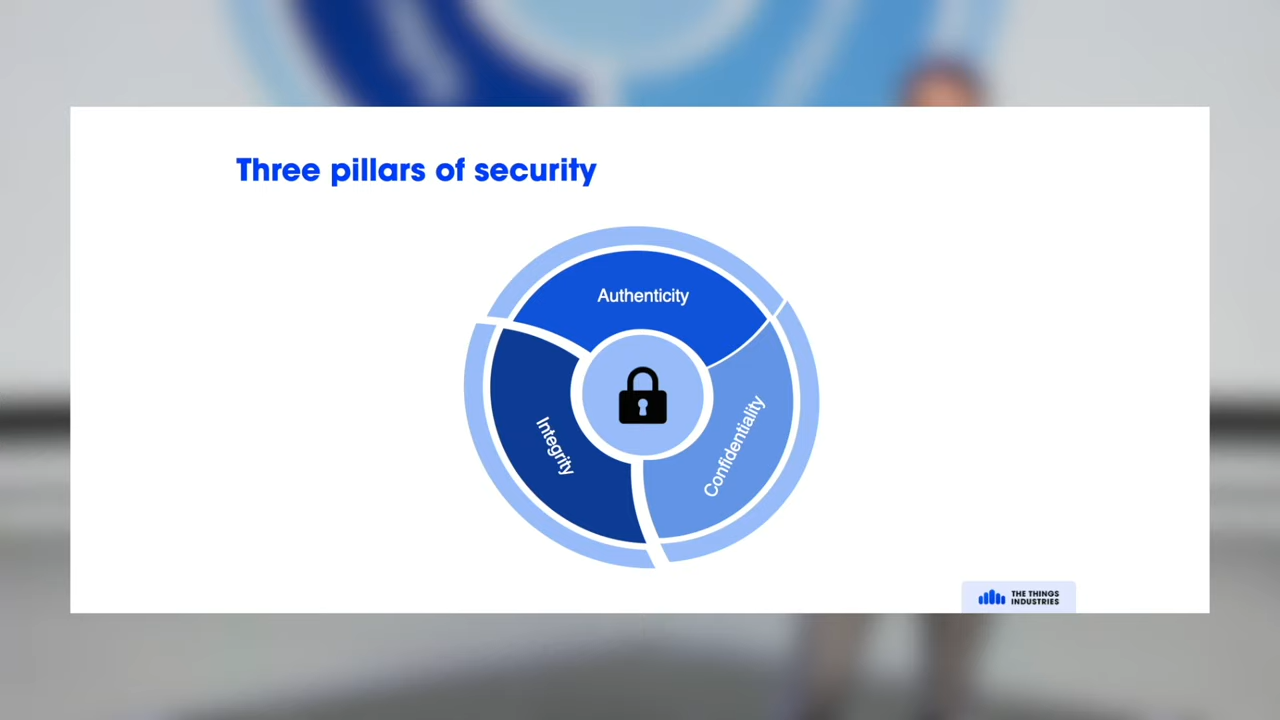 Three pillars of security
Authenticity
Integrity
Confidentiality
THE THINGS
INDUSTRIES